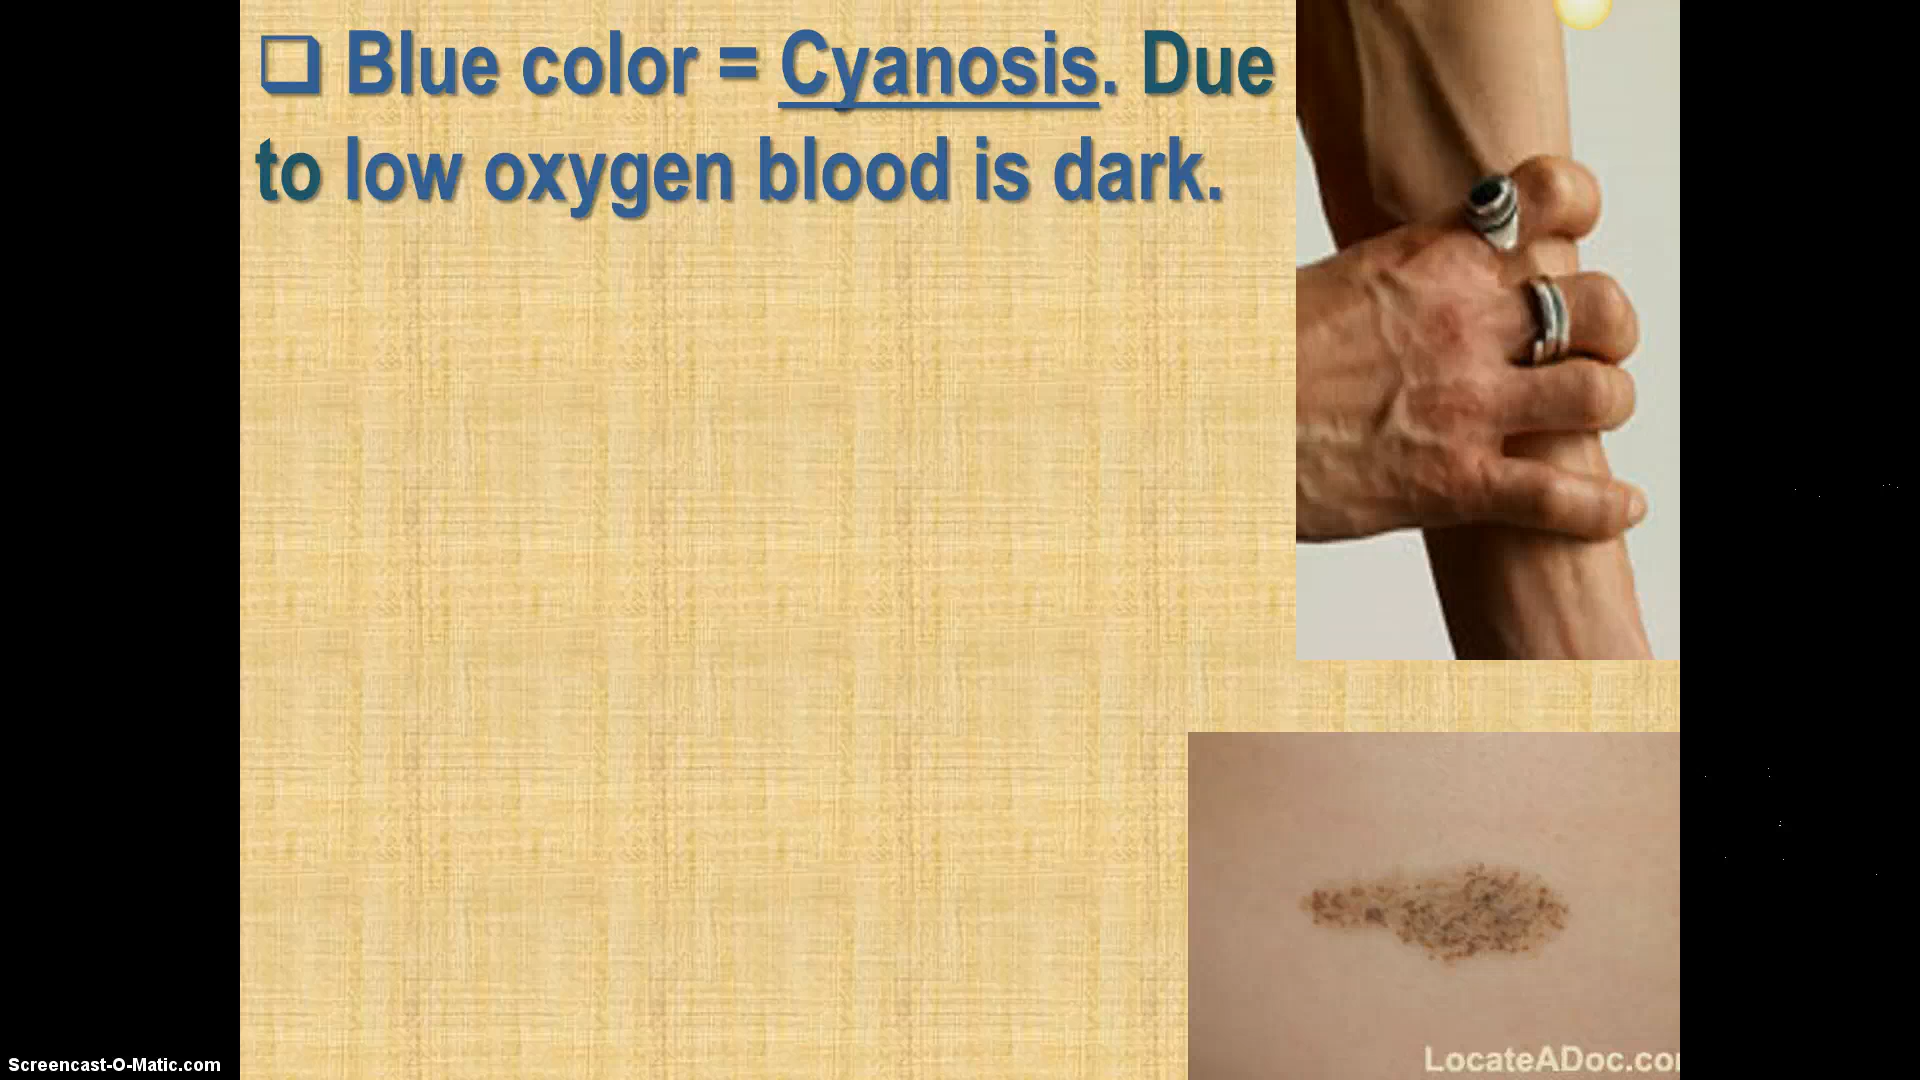 ❑ Blue color = Cyanosis. Due
to low oxygen blood is dark.
LocateADoc.co
Screencast-O-Matic.com